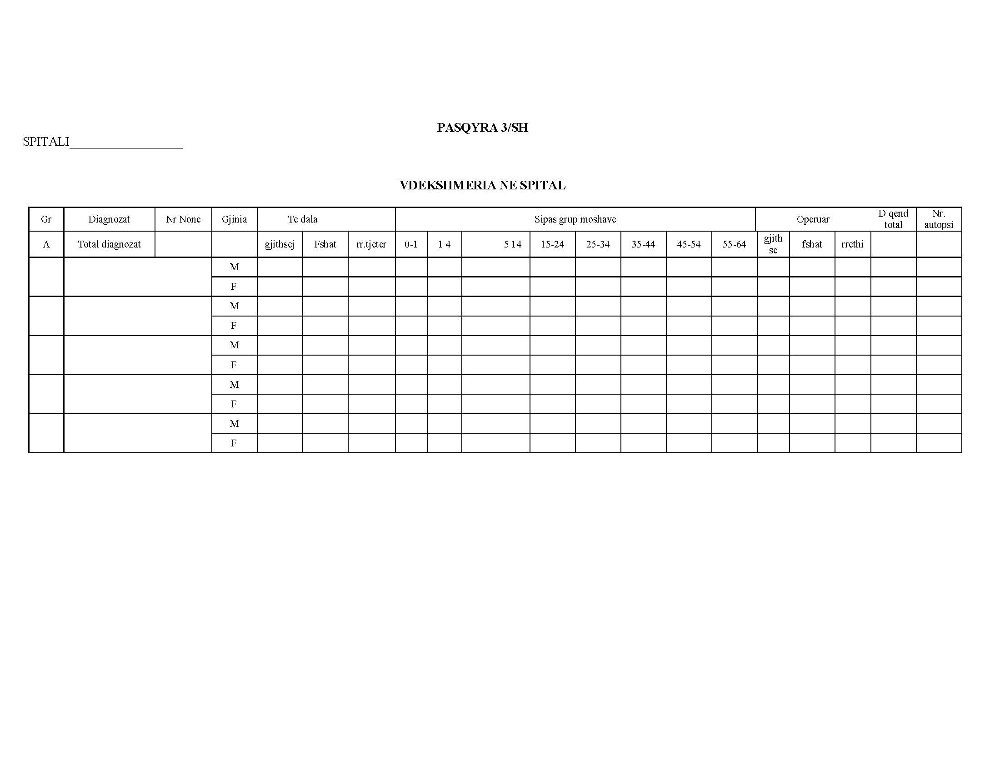 PASQYRA 3/SH
SPITALI__________________
VDEKSHMERIA NE SPITAL
Gr Diagnozat Nr None Gjinia Te dala Sipas grup moshave Operuar D qend total Nr. autopsi
A Total diagnozat gjithsej Fshat rr.tjeter 0-1 1 4 5 14 15-24 25-34 35-44 45-54 55-64 gjith se fshat rrethi
M
F
M
F
M
F
M
F
M
F